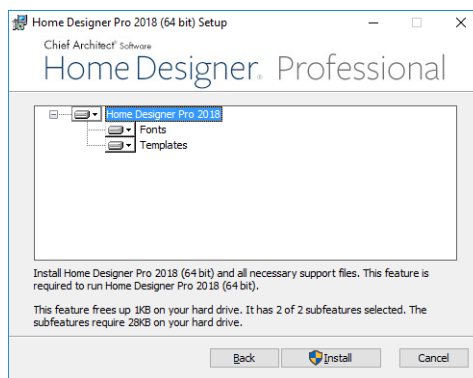 Home Designer Pro 2018 (64 bit) Setup
Chief Architect® Software
Home Designer® Professional
Home Designer Pro 2018
Fonts
Templates
Install Home Designer Pro 2018 (64 bit) and all necessary support files. This feature is
required to run Home Designer Pro 2018 (64 bit).
This feature frees up 1KB on your hard drive. It has 2 of 2 subfeatures selected. The
subfeatures require 28KB on your hard drive.
Back
Install
Cancel